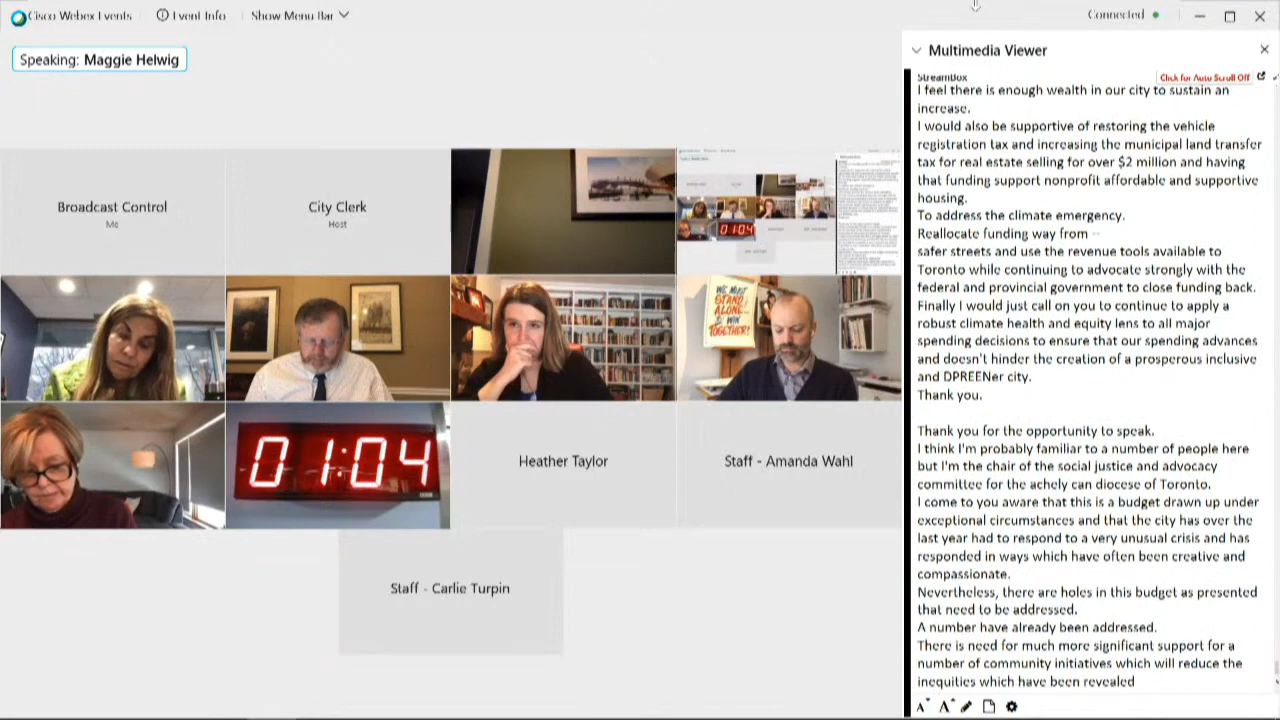 Cisco Webex Events
Event Info
Show Menu Bar
Connected
Speaking: Maggie Helwig
Multimedia Viewer
StreamBox
Click for Auto Scroll Off
Broadcast
Me
City Clerk
Host
01:04
WE MUST
STAND
ALONE...
WIN
TOGETHER!
01:04
Heather Taylor
Staff - Amanda Wahl
Staff - Carlie Turpin
I feel there is enough wealth in our city to sustain an
increase.
I would also be supportive of restoring the vehicle
registration tax and increasing the municipal land transfer
tax for real estate selling for over $2 million and having
that funding support nonprofit affordable and supportive
housing.
To address the climate emergency.
Reallocate funding way from --
safer streets and use the revenue tools available to
Toronto while continuing to advocate strongly with the
federal and provincial government to close funding back.
Finally I would just call on you to continue to apply a
robust climate health and equity lens to all major
spending decisions to ensure that our spending advances
and doesn't hinder the creation of a prosperous inclusive
and DPREENer city.
Thank you.
Thank you for the opportunity to speak.
I think I'm probably familiar to a number of people here
but I'm the chair of the social justice and advocacy
committee for the achely can diocese of Toronto.
I come to you aware that this is a budget drawn up under
exceptional circumstances and that the city has over the
last year had to respond to a very unusual crisis and has
responded in ways which have often been creative and
compassionate.
Nevertheless, there are holes in this budget as presented
that need to be addressed.
A number have already been addressed.
There is need for much more significant support for a
number of community initiatives which will reduce the
inequities which have been revealed